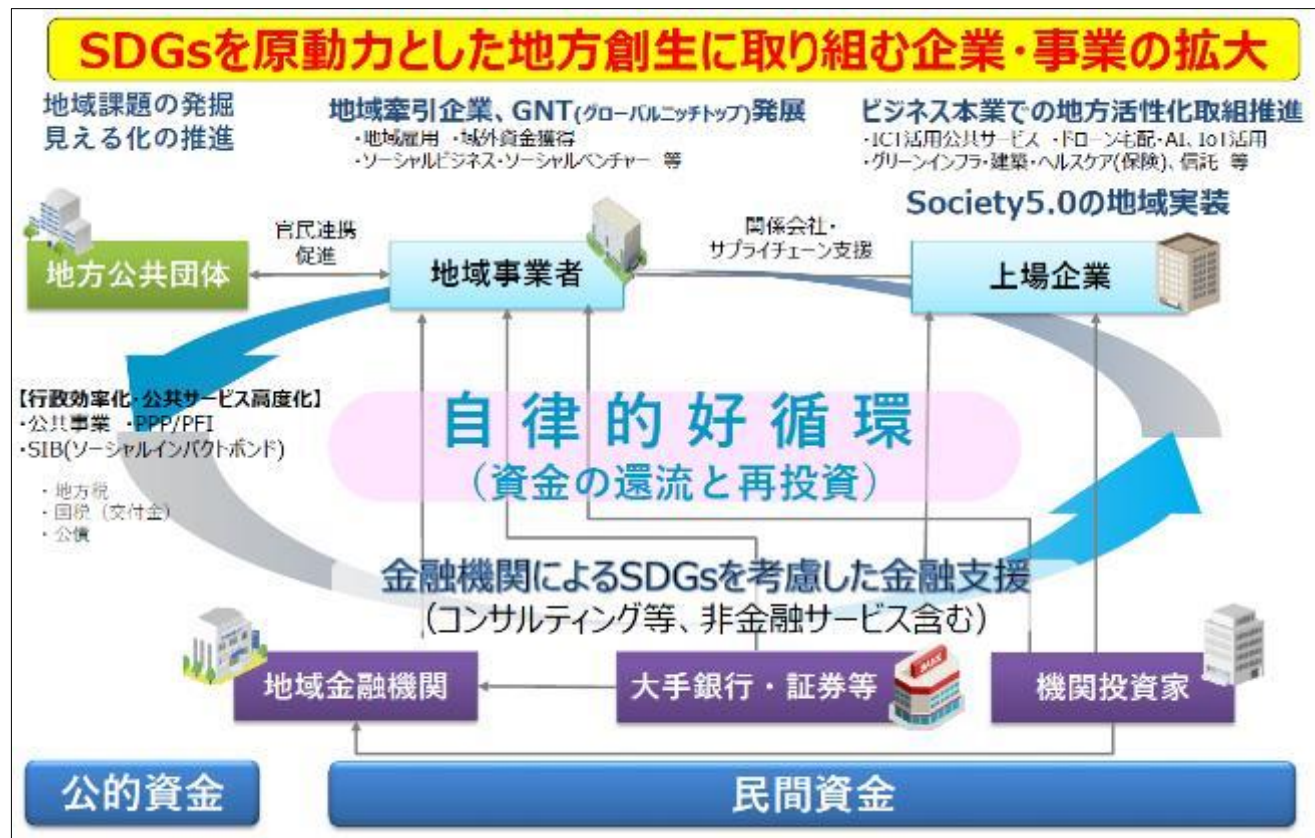 SDGsを原動力とした地方創生に取り組む企業・事業の拡大
地域課題の発掘
見える化の推進
地域牽引企業、GNT(グローバルニッチトップ)発展
・地域雇用 ・域外資金獲得
・ソーシャルビジネス・ソーシャルベンチャー 等
ビジネス本業での地方活性化取組推進
・ICT活用公共サービス ・ドローン宅配・AI、IoT活用
・グリーンインフラ・建築・ヘルスケア(保険)、信託 等
Society5.0の地域実装
地方公共団体
官民連携
促進
地域事業者
関係会社・
サプライチェーン支援
上場企業
【行政効率化・公共サービス高度化】
・公共事業 ・PPP/PFI
・SIB(ソーシャルインパクトボンド)
・地方税
・国税（交付金）
・公債
自律的好循環
（資金の還流と再投資）
金融機関によるSDGsを考慮した金融支援
(コンサルティング等、非金融サービス含む)
地域金融機関
大手銀行・証券等
機関投資家
公的資金
民間資金